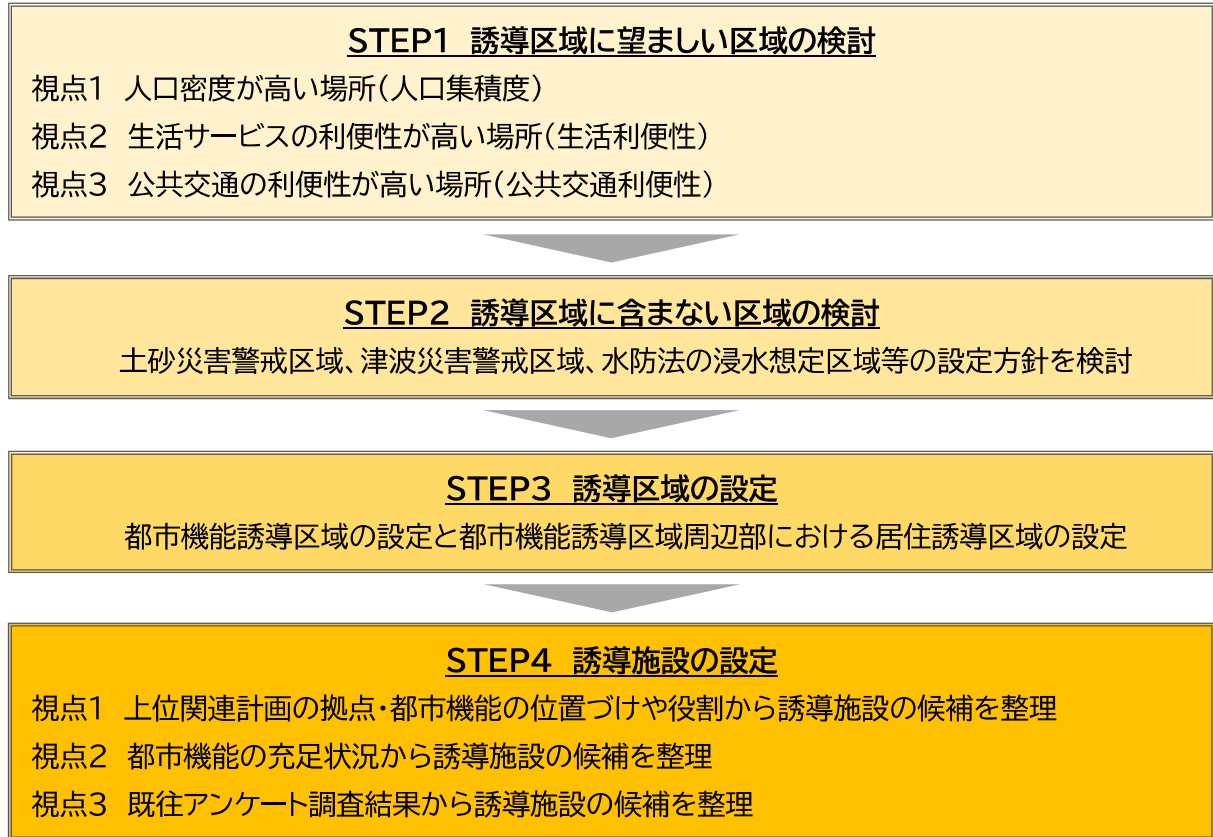 STEP1 誘導区域に望ましい区域の検討
視点1 人口密度が高い場所(人口集積度)
視点2 生活サービスの利便性が高い場所(生活利便性)
視点3 公共交通の利便性が高い場所(公共交通利便性)
STEP2 誘導区域に含まない区域の検討
土砂災害警戒区域、津波災害警戒区域、水防法の浸水想定区域等の設定方針を検討
STEP3 誘導区域の設定
都市機能誘導区域の設定と都市機能誘導区域周辺部における居住誘導区域の設定
STEP4 誘導施設の設定
視点1 上位関連計画の拠点・都市機能の位置づけや役割から誘導施設の候補を整理
視点2 都市機能の充足状況から誘導施設の候補を整理
視点3 既往アンケート調査結果から誘導施設の候補を整理